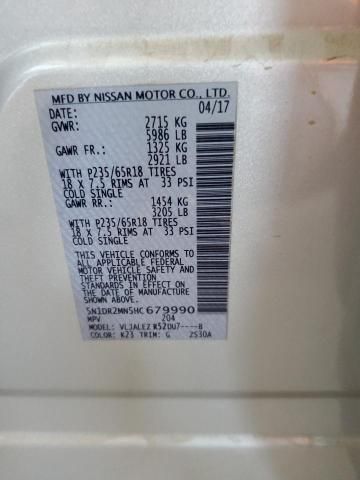 MFD BY NISSAN MOTOR CO., LTD.
DATE: 04/17
GVWR: 2715 KG
5986 LB
GAWR FR.: 1325 KG
2921 LB
WITH P235/65R18 TIRES
18 X 7.5 RIMS AT 33 PSI
COLD SINGLE
GAWR RR.: 1454 KG
3205 LB
WITH P235/65R18 TIRES
18 X 7.5 RIMS AT 33 PSI
COLD SINGLE
THIS VEHICLE CONFORMS TO
ALL APPLICABLE FEDERAL
MOTOR VEHICLE SAFETY AND
THEFT PREVENTION
STANDARDS IN EFFECT ON THE
DATE OF MANUFACTURE
SHOWN ABOVE.
5N1DR2MN5HC679990
MPV 204
MODEL: VLJALEZ R52DU7----B
COLOR: K23 TRIM: G 2S30A